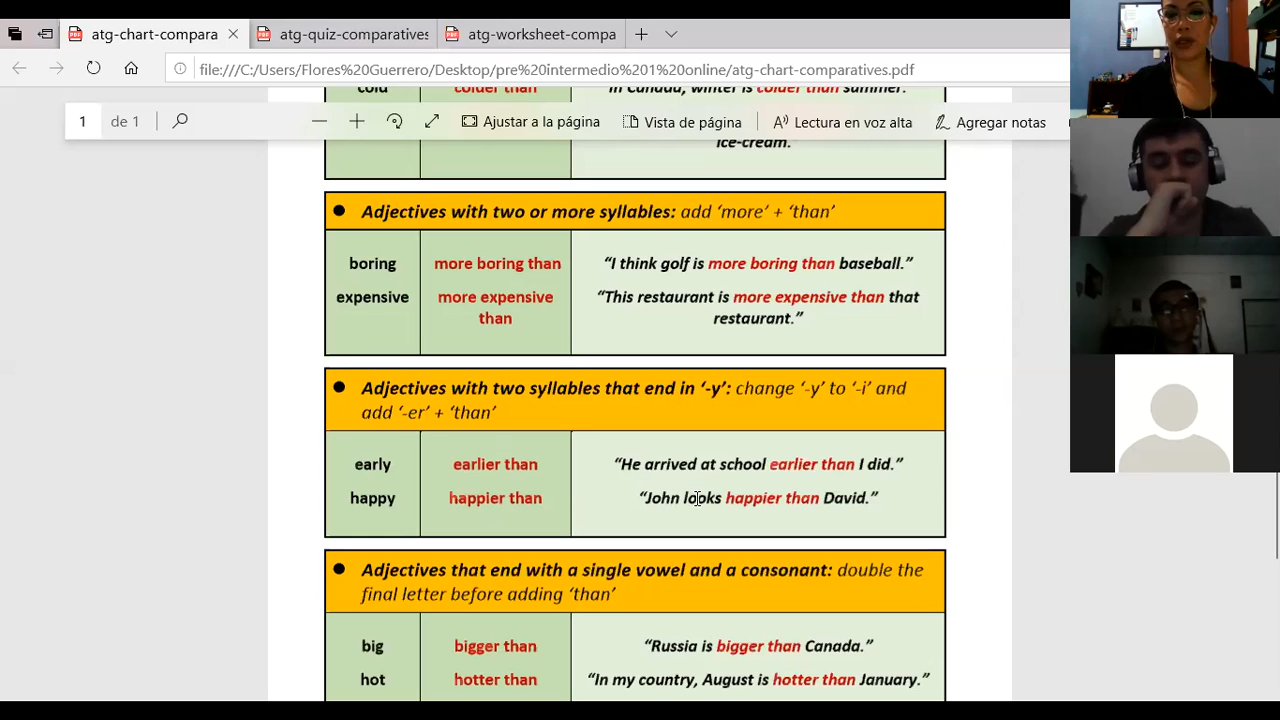 atg-chart-compara
atg-quiz-comparatives
atg-worksheet-compa
file:///C:/Users/Flores%20Guerrero/Desktop/pre%20intermedio%201%20online/atg-chart-comparatives.pdf
cold colder than In Canada, winter is colder than summer.
1 de 1 Ajustar a la página Vista de página Lectura en voz alta Agregar notas
ice-cream.
Adjectives with two or more syllables: add ‘more’ + ‘than’
boring more boring than “I think golf is more boring than baseball.”
expensive more expensive “This restaurant is more expensive than that
than restaurant.”
Adjectives with two syllables that end in ‘-y’: change ‘-y’ to ‘-i’ and
add ‘-er’ + ‘than’
early earlier than “He arrived at school earlier than I did.”
happy happier than “John looks happier than David.”
Adjectives that end with a single vowel and a consonant: double the
final letter before adding ‘than’
big bigger than “Russia is bigger than Canada.”
hot hotter than “In my country, August is hotter than January.”